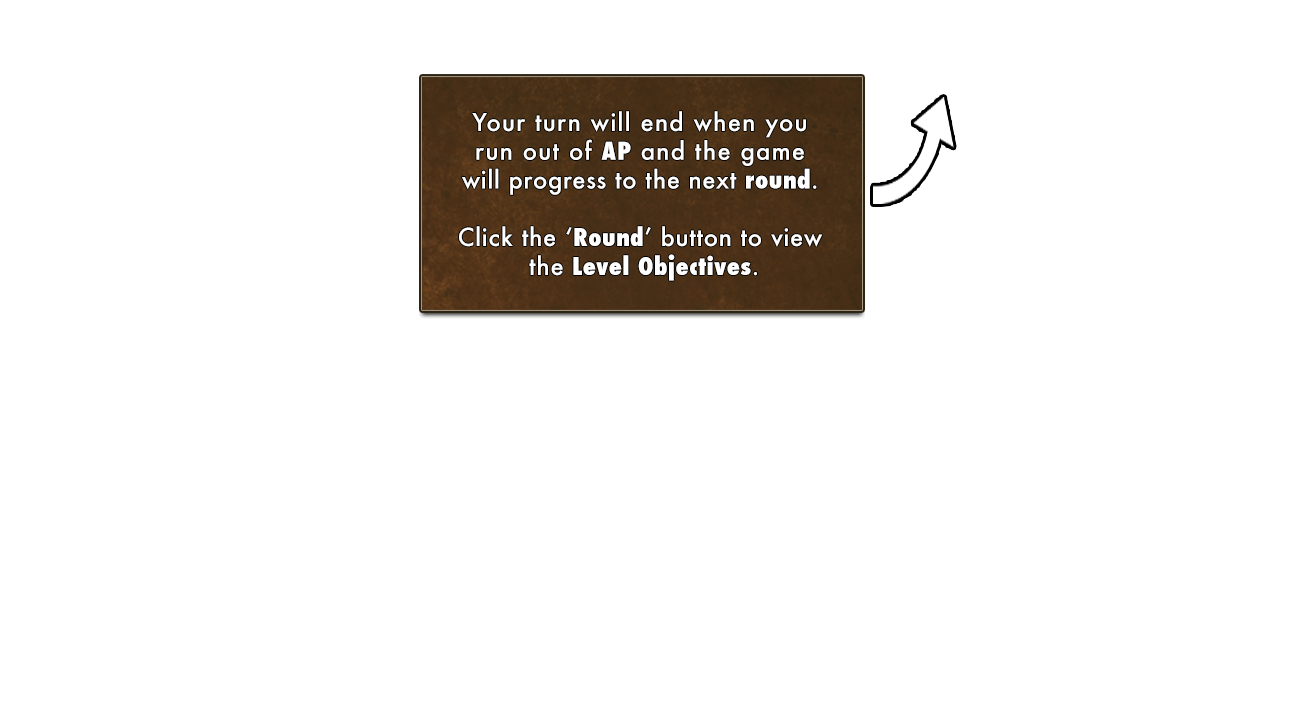 Your turn will end when you
run out of AP and the game
will progress to the next round.
Click the ‘Round’ button to view
the Level Objectives.